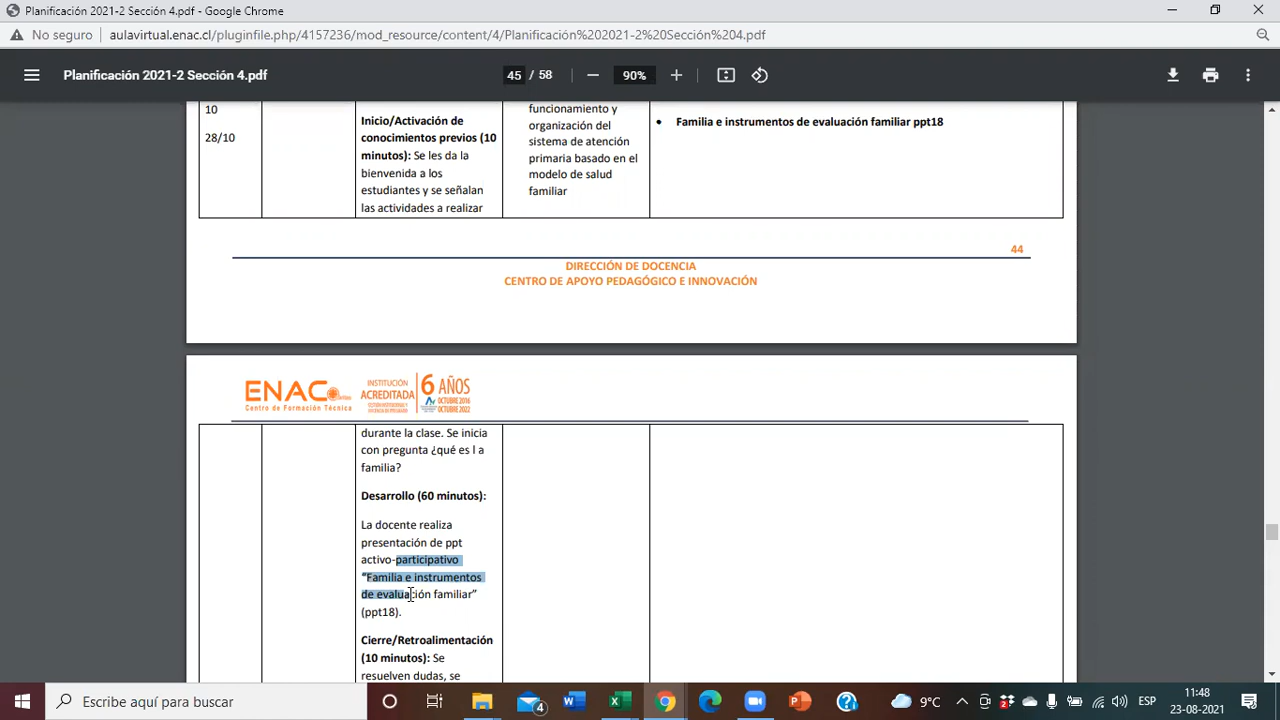 Planificación 2021-2 Sección 4.pdf - Google Chrome
No seguro
aulavirtual.enac.cl/pluginfile.php/4157236/mod_resource/content/4/Planificación%202021-2%20Sección%204.pdf
Planificación 2021-2 Sección 4.pdf
45 / 58
90%
10
28/10
Inicio/Activación de
conocimientos previos (10
minutos): Se les da la
bienvenida a los
estudiantes y se señalan
las actividades a realizar
funcionamiento y
organización del
sistema de atención
primaria basado en el
modelo de salud
familiar
• Familia e instrumentos de evaluación familiar ppt18
44
DIRECCIÓN DE DOCENCIA
CENTRO DE APOYO PEDAGÓGICO E INNOVACIÓN
ENAC
Centro de Formación Técnica
INSTITUCIÓN
ACREDITADA
6 AÑOS
OCTUBRE 2016
OCTUBRE 2022
durante la clase. Se inicia
con pregunta ¿qué es l a
familia?
Desarrollo (60 minutos):
La docente realiza
presentación de ppt
activo-participativo
“Familia e instrumentos
de evaluación familiar”
(ppt18).
Cierre/Retroalimentación
(10 minutos): Se
resuelven dudas, se
Escribe aquí para buscar
4
9°C
ESP
11:48
23-08-2021